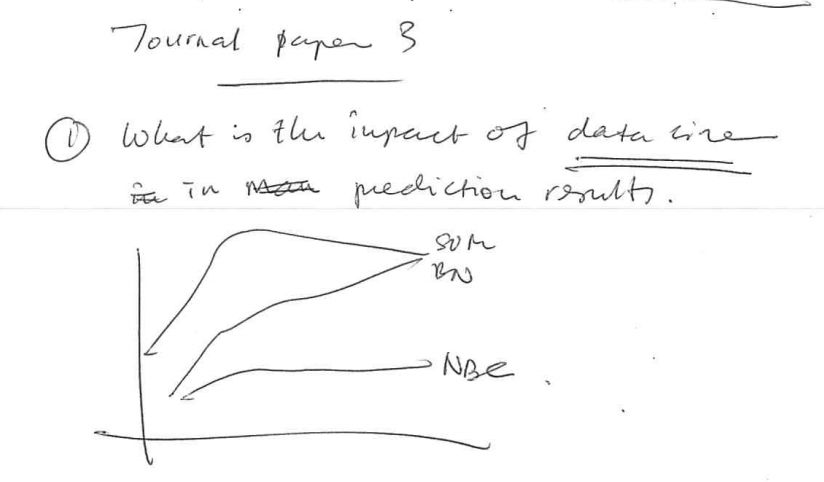 Journal paper 3
① What is the impact of data size
in prediction results.
SVM
BN
NBC